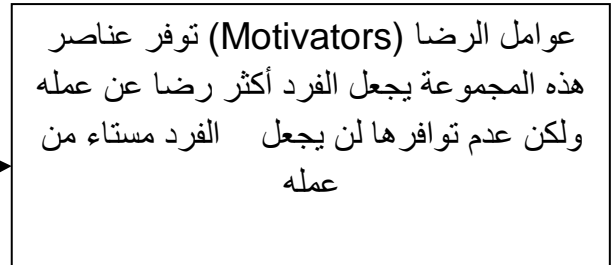 عوامل الرضا (Motivators) توفر عناصر
هذه المجموعة يجعل الفرد أكثر رضا عن عمله
ولكن عدم توافرها لن يجعل الفرد مستاء من
عمله